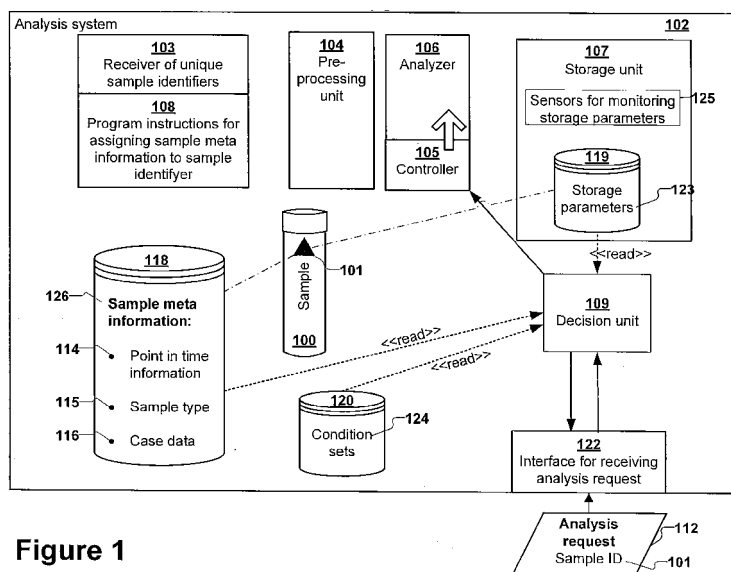 Analysis system
102
103
Receiver of unique
sample identifiers
108
Program instructions for
assigning sample meta
information to sample
identifyer
104
Pre-
processing
unit
106
Analyzer
105
Controller
107
Storage unit
Sensors for monitoring
storage parameters
125
119
Storage
parameters
123
<<read>>
118
126
Sample meta
information:
114
• Point in time
information
115
• Sample type
116
• Case data
101
Sample
100
<<read>>
<<read>>
109
Decision unit
120
Condition
sets
124
122
Interface for receiving
analysis request
Analysis
request
Sample ID
112
101
Figure 1